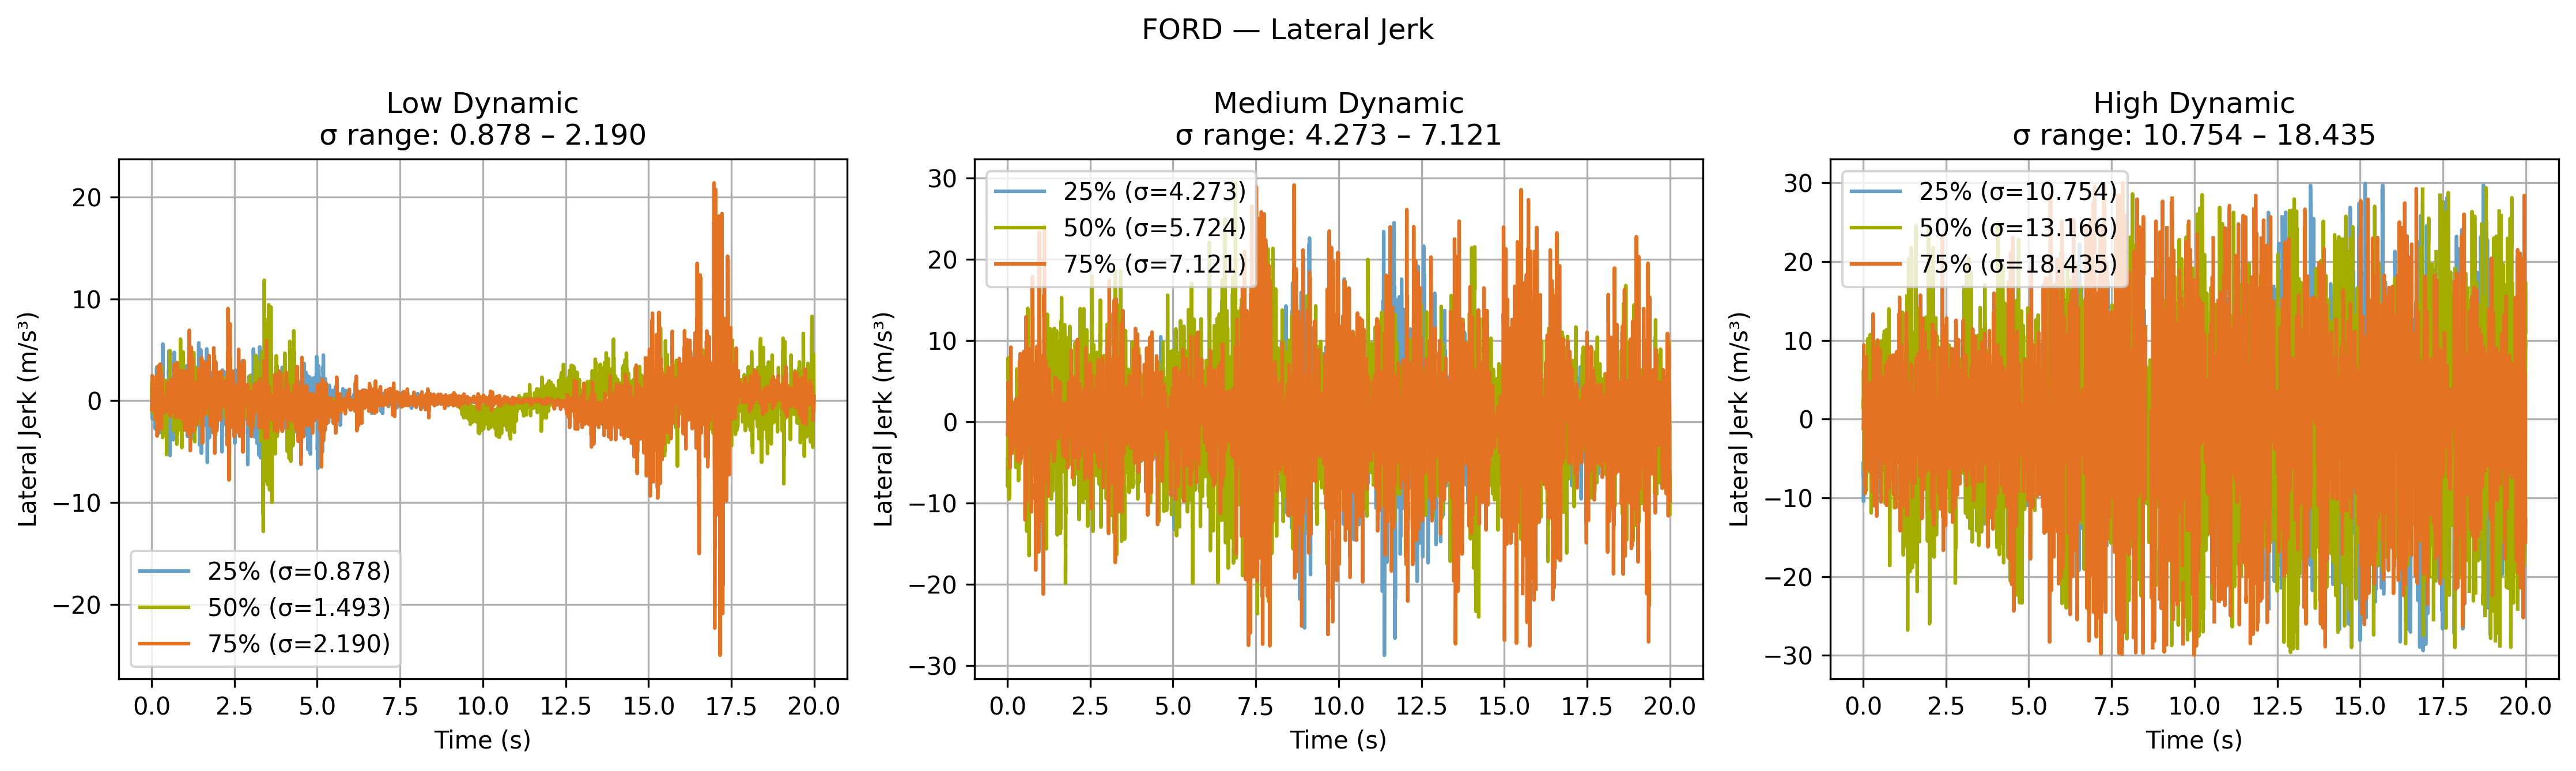 FORD — Lateral Jerk
Low Dynamic
σ range: 0.878 – 2.190
Lateral Jerk (m/s³)
20
10
0
−10
−20
25% (σ=0.878)
50% (σ=1.493)
75% (σ=2.190)
0.0 2.5 5.0 7.5 10.0 12.5 15.0 17.5 20.0
Time (s)
Medium Dynamic
σ range: 4.273 – 7.121
Lateral Jerk (m/s³)
30
20
10
0
−10
−20
−30
25% (σ=4.273)
50% (σ=5.724)
75% (σ=7.121)
0.0 2.5 5.0 7.5 10.0 12.5 15.0 17.5 20.0
Time (s)
High Dynamic
σ range: 10.754 – 18.435
Lateral Jerk (m/s³)
30
20
10
0
−10
−20
−30
25% (σ=10.754)
50% (σ=13.166)
75% (σ=18.435)
0.0 2.5 5.0 7.5 10.0 12.5 15.0 17.5 20.0
Time (s)